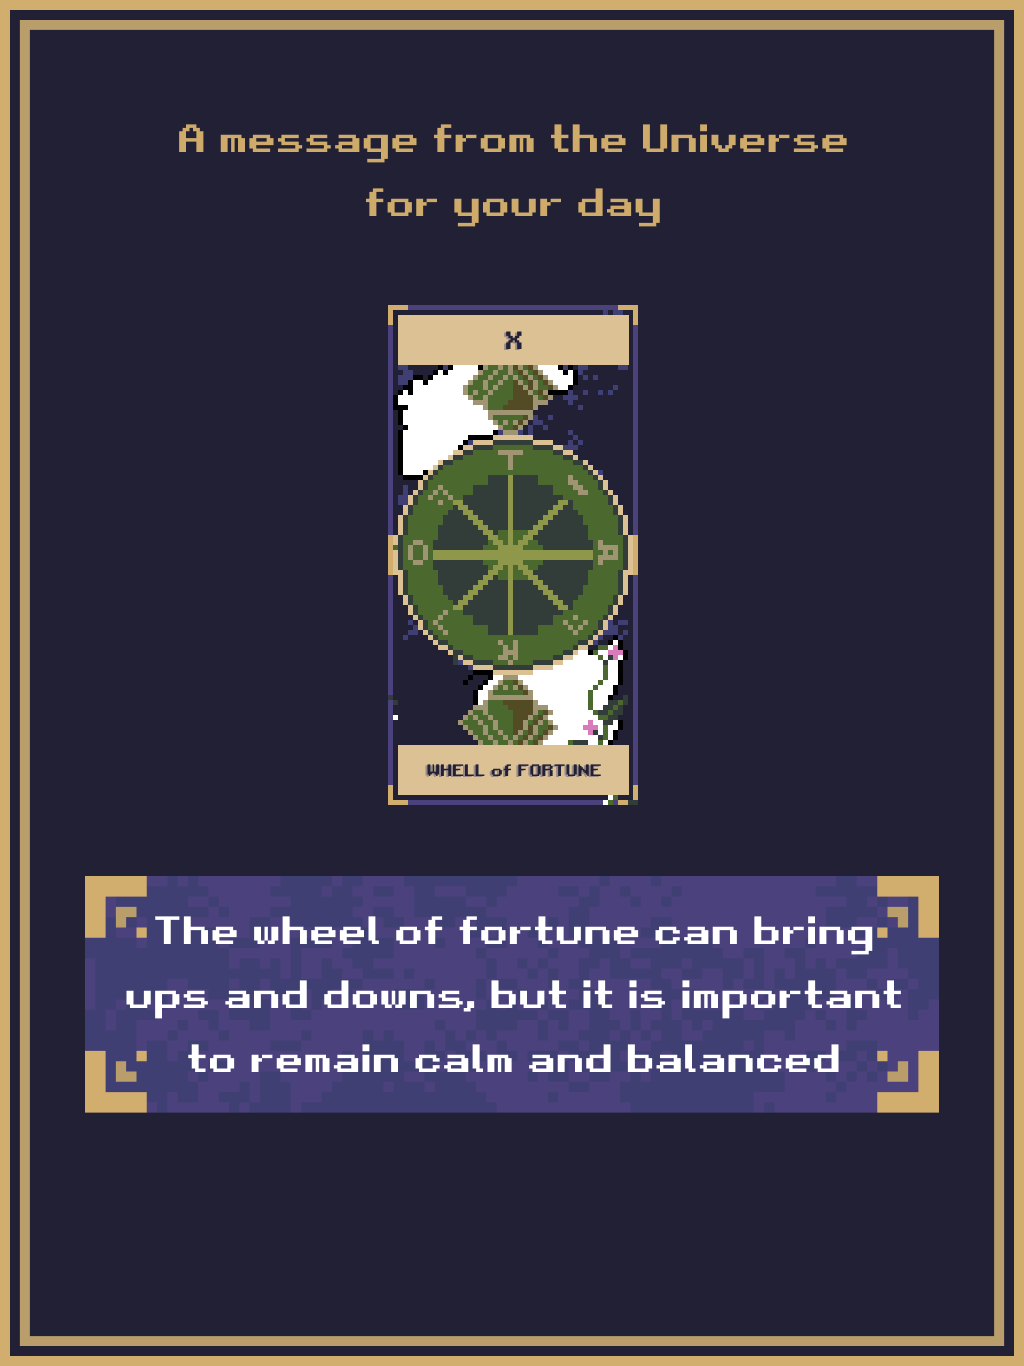 A message from the Universe
for your day
X
T
A
R
O
WHELL of FORTUNE
The wheel of fortune can bring
ups and downs, but it is important
to remain calm and balanced